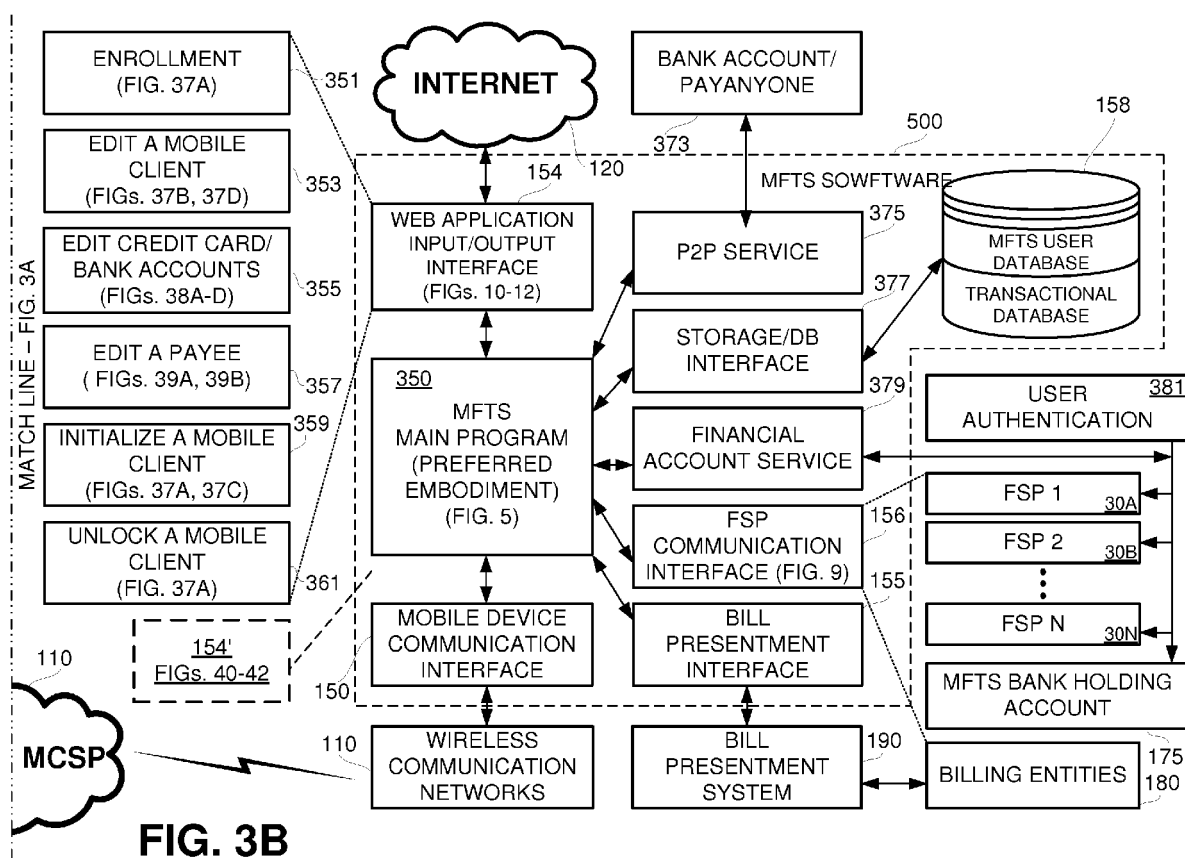 MATCH LINE – FIG. 3A
ENROLLMENT
(FIG. 37A)
351
EDIT A MOBILE
CLIENT
(FIGs. 37B, 37D)
353
EDIT CREDIT CARD/
BANK ACCOUNTS
(FIGs. 38A-D)
355
EDIT A PAYEE
( FIGs. 39A, 39B)
357
359
INITIALIZE A MOBILE
CLIENT
(FIGs. 37A, 37C)
UNLOCK A MOBILE
CLIENT
(FIG. 37A)
361
154'
FIGs. 40-42
110
MCSP
INTERNET
120
154
WEB APPLICATION
INPUT/OUTPUT
INTERFACE
(FIGs. 10-12)
350
MFTS
MAIN PROGRAM
(PREFERRED
EMBODIMENT)
(FIG. 5)
MOBILE DEVICE
COMMUNICATION
INTERFACE
150
110
WIRELESS
COMMUNICATION
NETWORKS
BANK ACCOUNT/
PAYANYONE
373
500
158
MFTS SOWFTWARE
P2P SERVICE
375
377
STORAGE/DB
INTERFACE
379
FINANCIAL
ACCOUNT SERVICE
FSP
COMMUNICATION
INTERFACE (FIG. 9)
156
155
BILL
PRESENTMENT
INTERFACE
BILL
PRESENTMENT
SYSTEM
190
MFTS USER
DATABASE
TRANSACTIONAL
DATABASE
381
USER
AUTHENTICATION
FSP 1
30A
FSP 2
30B
FSP N
30N
MFTS BANK HOLDING
ACCOUNT
175
BILLING ENTITIES
180
FIG. 3B